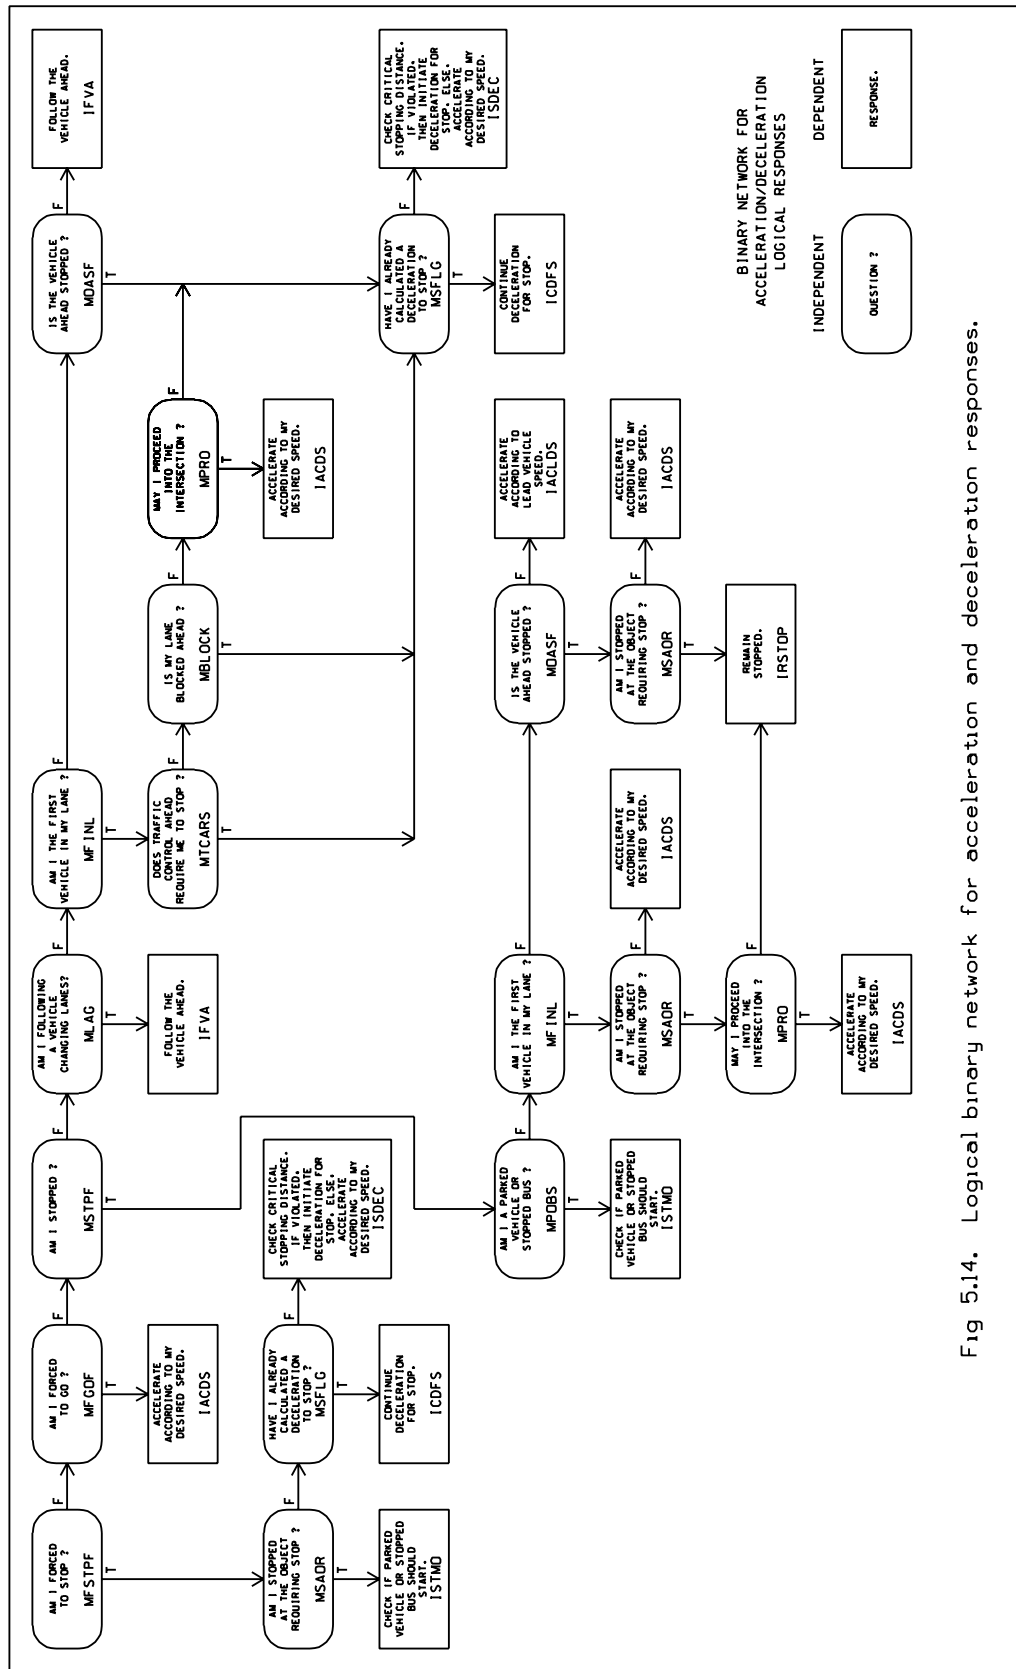 AM I FORCED
TO STOP ?
MFSTPF
F
T
AM I FORCED
TO GO ?
MFGOF
F
T
AM I STOPPED ?
MSTPF
F
T
AM I FOLLOWING
A VEHICLE
CHANGING LANES?
MLAG
F
T
AM I THE FIRST
VEHICLE IN MY LANE ?
MFINL
F
T
IS THE VEHICLE
AHEAD STOPPED ?
MOASF
F
T
FOLLOW THE
VEHICLE AHEAD.
IFVA
ACCELERATE
ACCORDING TO MY
DESIRED SPEED.
IACDS
FOLLOW THE
VEHICLE AHEAD.
IFVA
DOES TRAFFIC
CONTROL AHEAD
REQUIRE ME TO STOP ?
MTCARS
F
T
IS MY LANE
BLOCKED AHEAD ?
MBLOCK
F
T
MAY I PROCEED
INTO THE
INTERSECTION ?
MPRO
F
T
AM I STOPPED
AT THE OBJECT
REQUIRING STOP ?
MSAOR
F
T
HAVE I ALREADY
CALCULATED A
DECELERATION
TO STOP ?
MSFLG
F
T
CHECK CRITICAL
STOPPING DISTANCE.
IF VIOLATED.
THEN INITIATE
DECELERATION FOR
STOP. ELSE.
ACCELERATE
ACCORDING TO MY
DESIRED SPEED.
ISDEC
ACCELERATE
ACCORDING TO MY
DESIRED SPEED.
IACDS
CHECK IF PARKED
VEHICLE OR STOPPED
BUS SHOULD
START.
ISTMO
CONTINUE
DECELERATION
FOR STOP.
ICDFS
HAVE I ALREADY
CALCULATED A
DECELERATION
TO STOP ?
MSFLG
F
T
CHECK CRITICAL
STOPPING DISTANCE.
IF VIOLATED.
THEN INITIATE
DECELERATION FOR
STOP. ELSE.
ACCELERATE
ACCORDING TO MY
DESIRED SPEED.
ISDEC
AM I A PARKED
VEHICLE OR
STOPPED BUS ?
MPOBS
F
T
AM I THE FIRST
VEHICLE IN MY LANE ?
MFINL
F
T
IS THE VEHICLE
AHEAD STOPPED ?
MOASF
F
T
ACCELERATE
ACCORDING TO
LEAD VEHICLE
SPEED.
IACLDS
CONTINUE
DECELERATION
FOR STOP.
ICDFS
CHECK IF PARKED
VEHICLE OR STOPPED
BUS SHOULD
START.
ISTMO
AM I STOPPED
AT THE OBJECT
REQUIRING STOP ?
MSAOR
F
T
ACCELERATE
ACCORDING TO MY
DESIRED SPEED.
IACDS
AM I STOPPED
AT THE OBJECT
REQUIRING STOP ?
MSAOR
F
T
ACCELERATE
ACCORDING TO MY
DESIRED SPEED.
IACDS
MAY I PROCEED
INTO THE
INTERSECTION ?
MPRO
F
T
REMAIN
STOPPED.
IRSTOP
ACCELERATE
ACCORDING TO MY
DESIRED SPEED.
IACDS
BINARY NETWORK FOR
ACCELERATION/DECELERATION
LOGICAL RESPONSES
INDEPENDENT
DEPENDENT
QUESTION ?
RESPONSE.
Fig 5.14. Logical binary network for acceleration and deceleration responses.